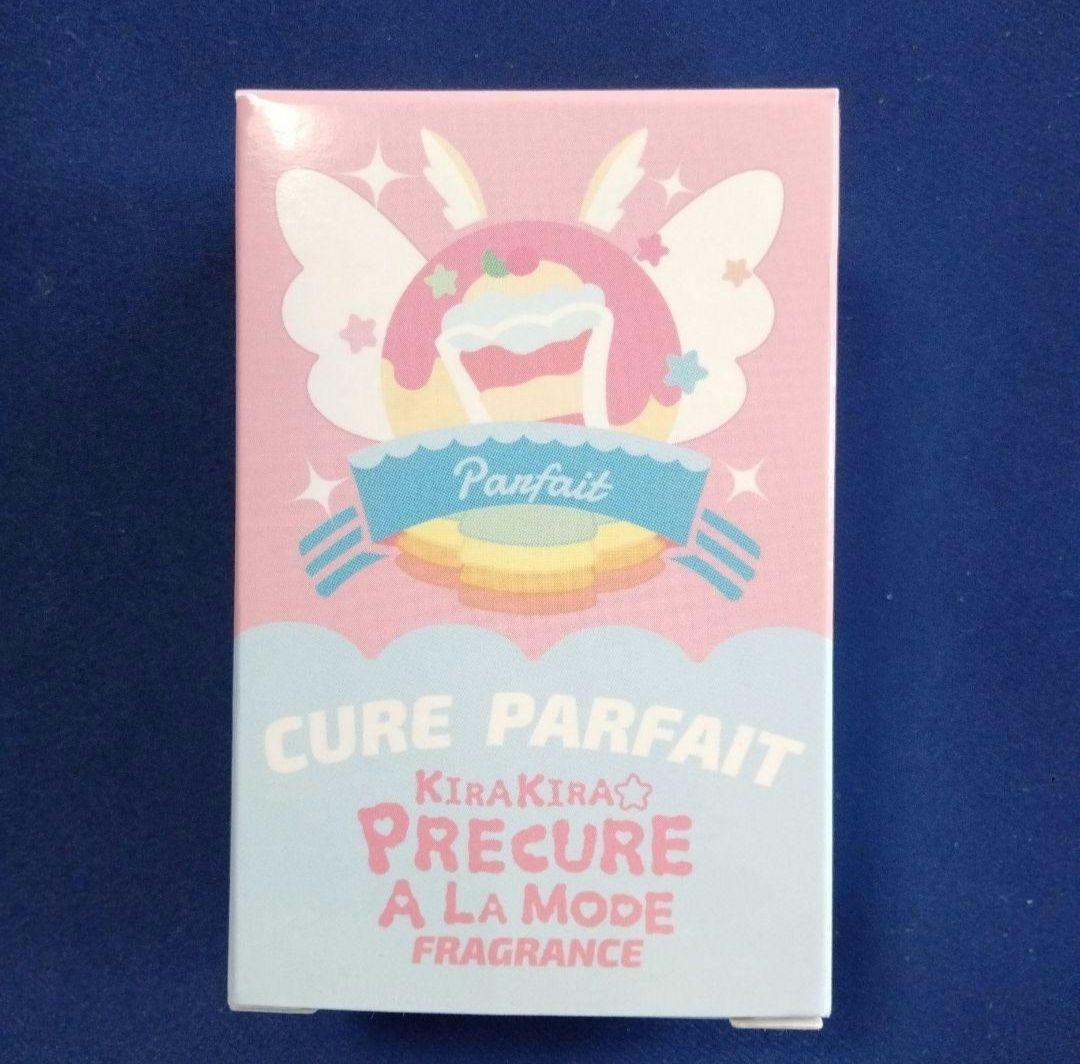 Parfait
CURE PARFAIT
KIRAKIRA☆
PRECURE
A LA MODE
FRAGRANCE